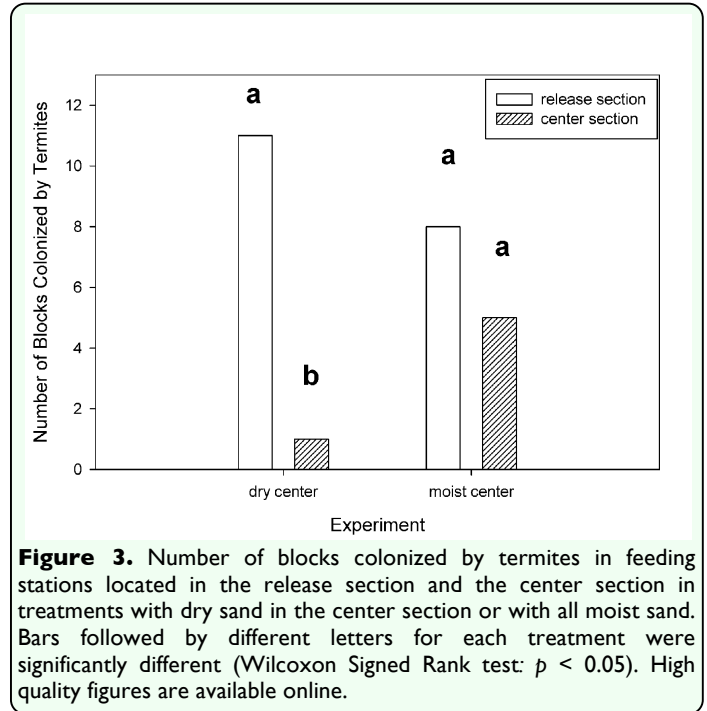 a
a
a
b
release section
center section
Number of Blocks Colonized by Termites
12
10
8
6
4
2
0
dry center
moist center
Experiment
Figure 3. Number of blocks colonized by termites in feeding
stations located in the release section and the center section in
treatments with dry sand in the center section or with all moist sand.
Bars followed by different letters for each treatment were
significantly different (Wilcoxon Signed Rank test: p < 0.05). High
quality figures are available online.